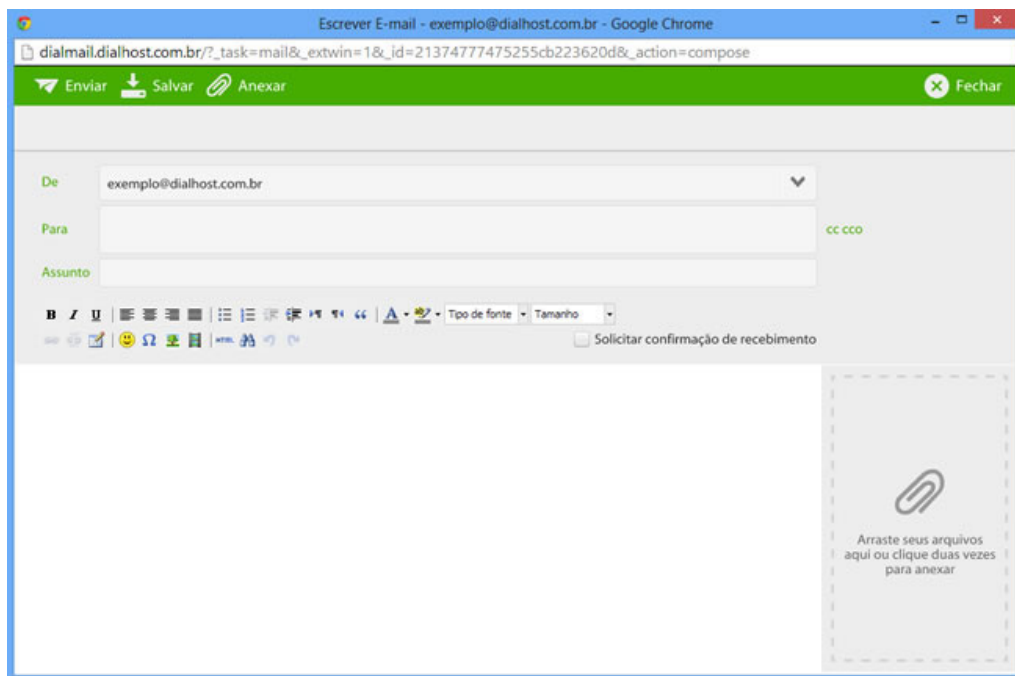 Escrever E-mail - exemplo@dialhost.com.br - Google Chrome
dialmail.dialhost.com.br/?_task=mail&_extwin=1&_id=21374777475255cb223620d&_action=compose
Enviar Salvar Anexar Fechar
De exemplo@dialhost.com.br
Para cc cco
Assunto
B I U A Tipo de fonte Tamanho
Ω HTML Solicitar confirmação de recebimento
Arraste seus arquivos
aqui ou clique duas vezes
para anexar